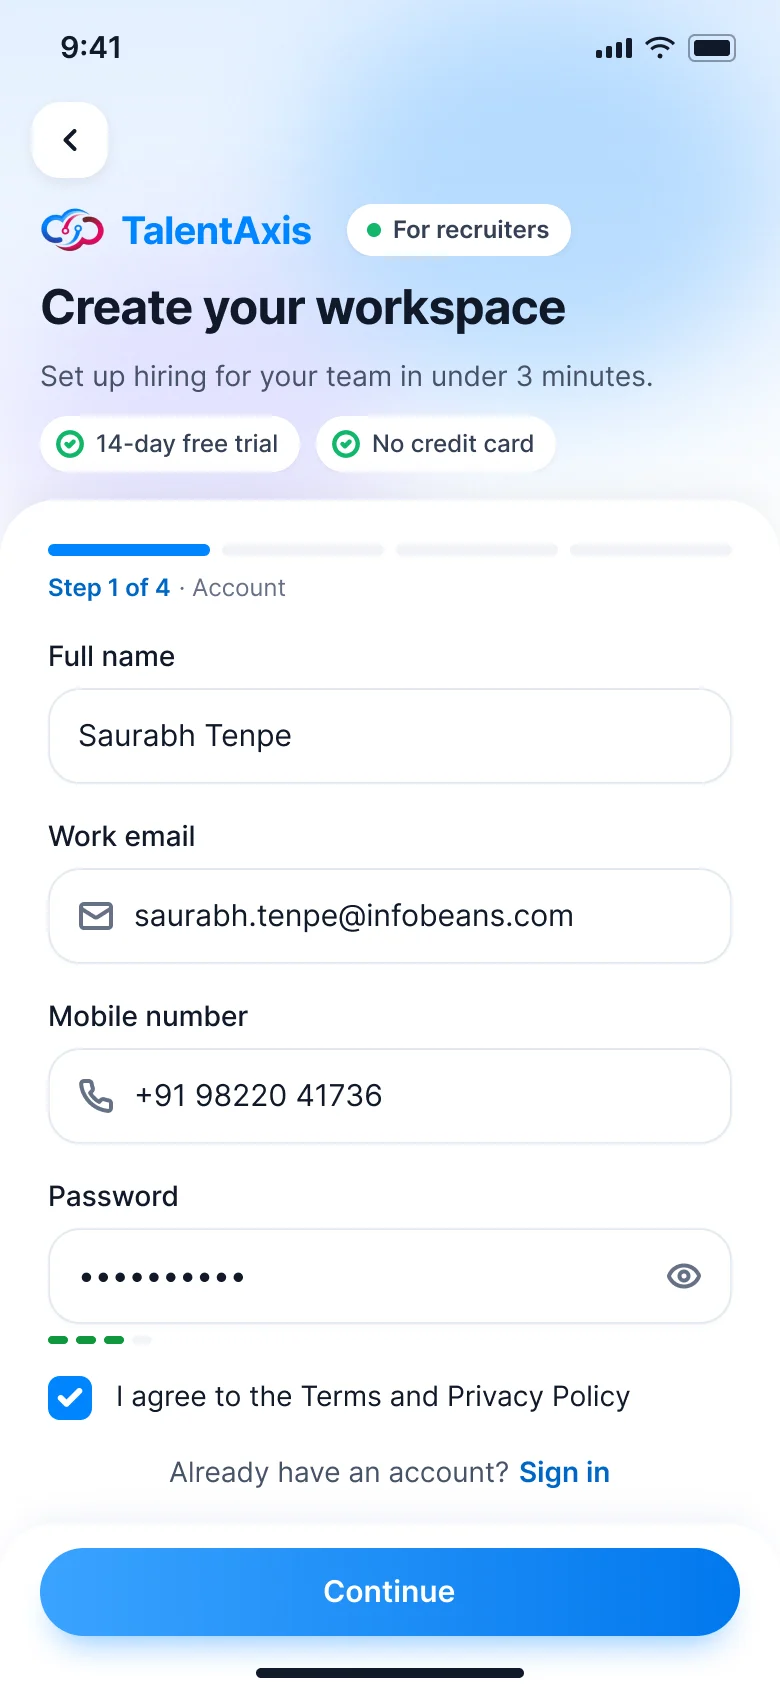 9:41
TalentAxis
For recruiters
Create your workspace
Set up hiring for your team in under 3 minutes.
14-day free trial
No credit card
Step 1 of 4 · Account
Full name
Saurabh Tenpe
Work email
saurabh.tenpe@infobeans.com
Mobile number
+91 98220 41736
Password
••••••••••
I agree to the Terms and Privacy Policy
Already have an account? Sign in
Continue